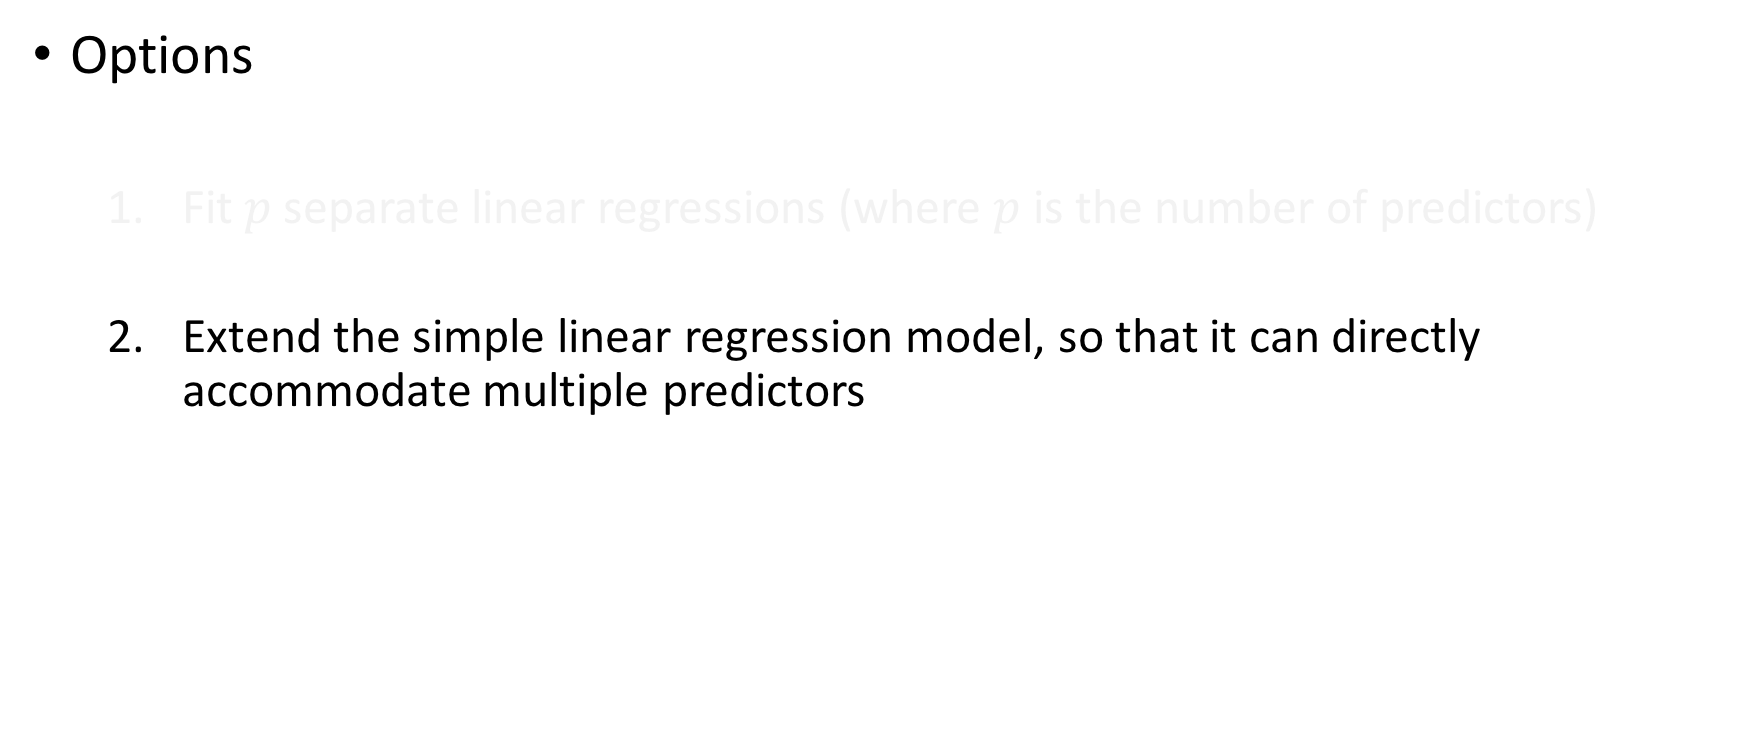 • Options
1. Fit p separate linear regressions (where p is the number of predictors)
2. Extend the simple linear regression model, so that it can directly
accommodate multiple predictors